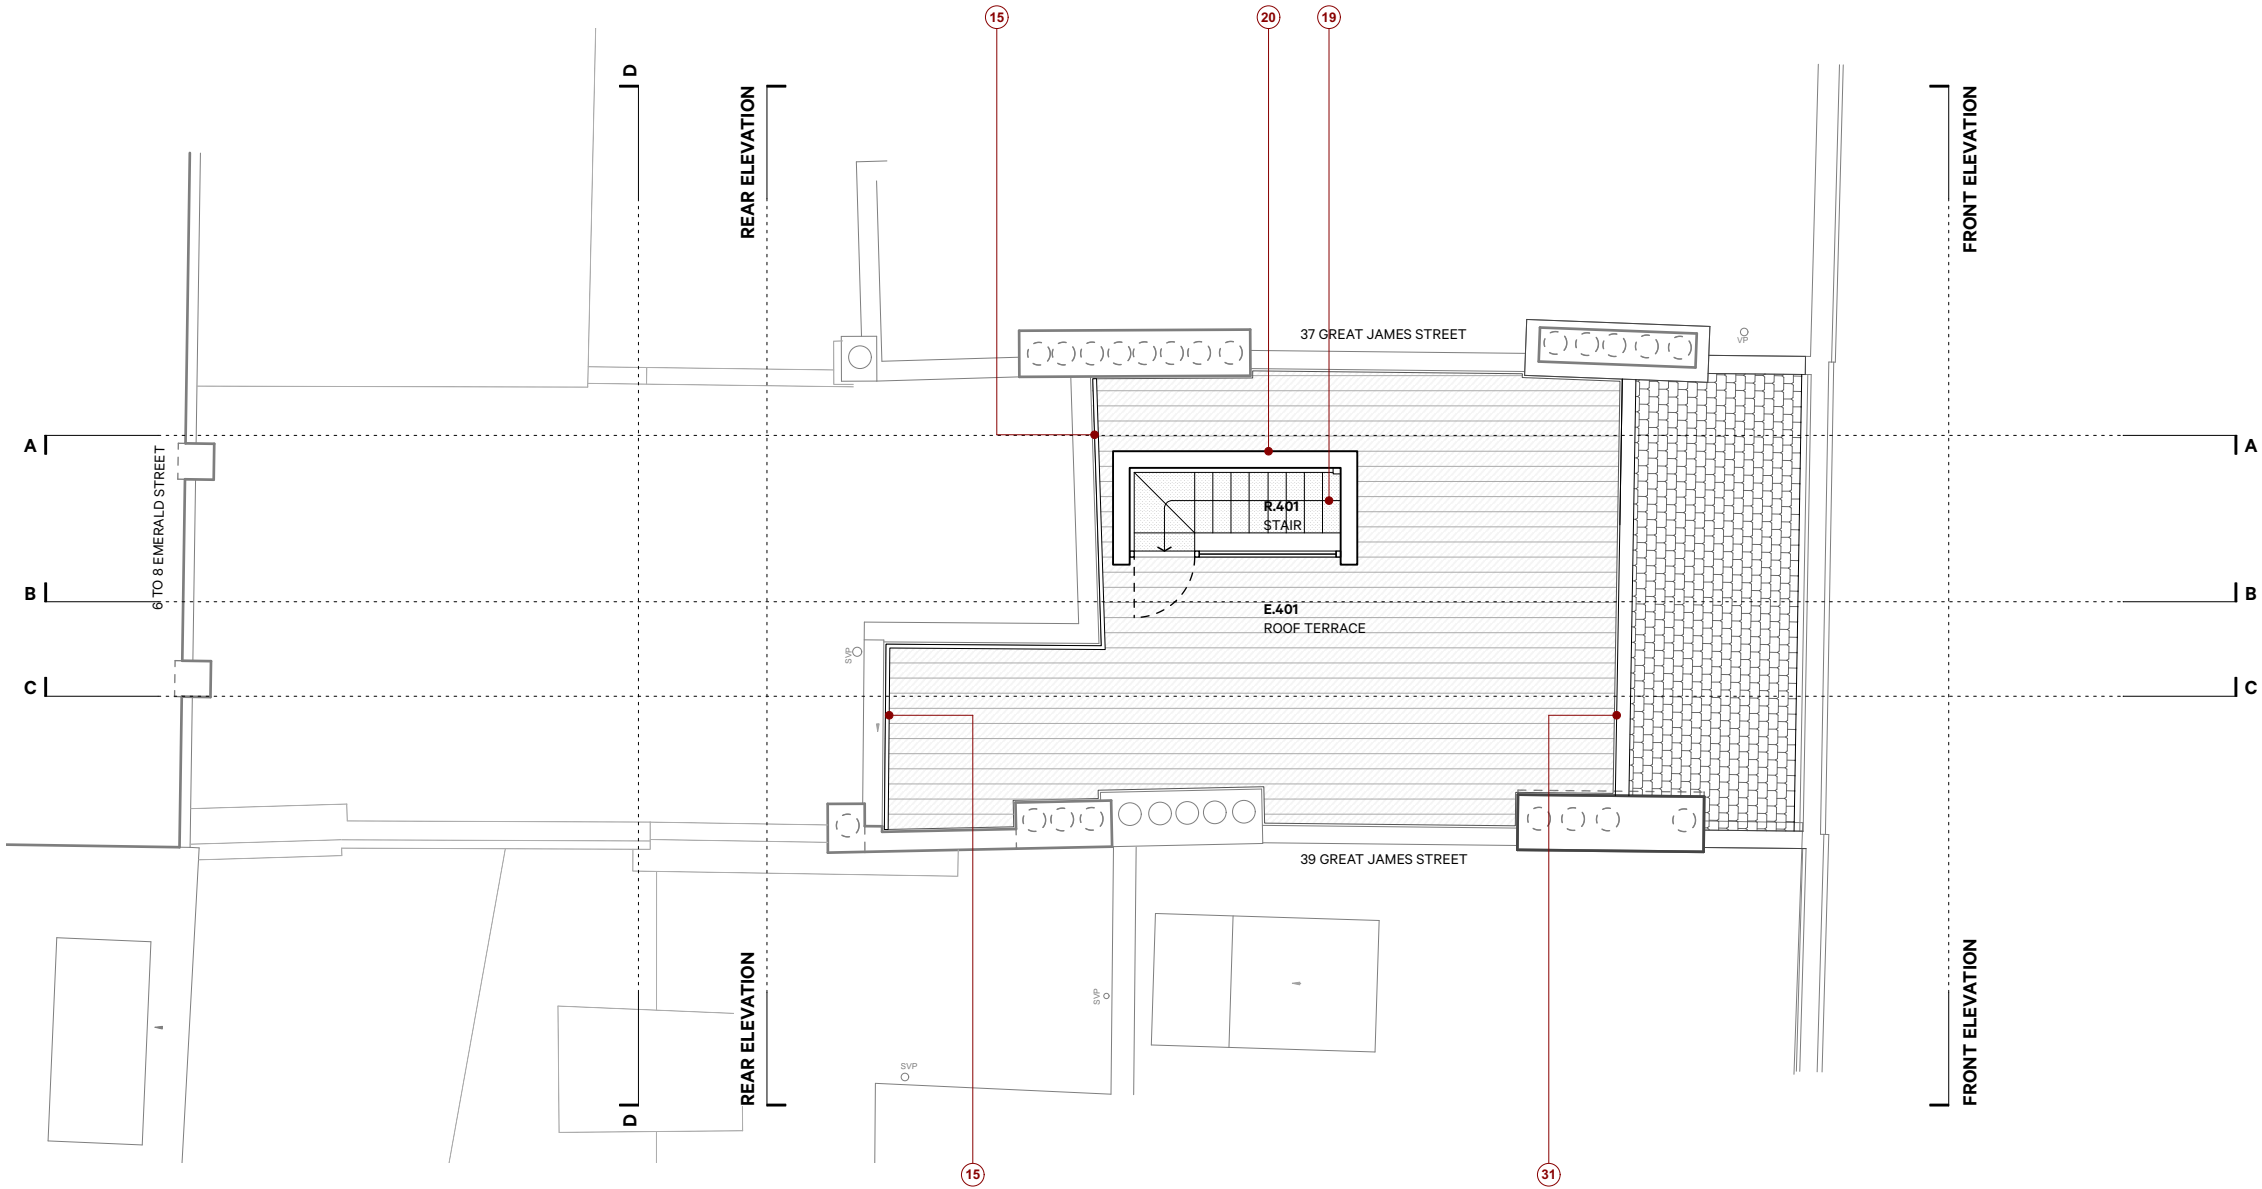 15
20
19
D
REAR ELEVATION
FRONT ELEVATION
37 GREAT JAMES STREET
VP
A
A
6 TO 8 EMERALD STREET
R.401
STAIR
B
B
E.401
ROOF TERRACE
SVP
C
C
39 GREAT JAMES STREET
REAR ELEVATION
FRONT ELEVATION
SVP
SVP
D
15
31